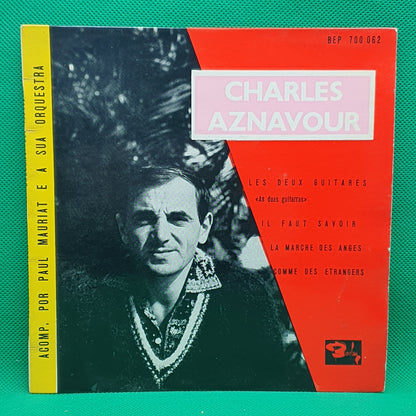 BEP 700 062
CHARLES
AZNAVOUR
LES DEUX GUITARES
«As duas guitarras»
IL FAUT SAVOIR
LA MARCHE DES ANGES
COMME DES ETRANGERS
Barclay
ACOMP. POR PAUL MAURIAT E A SUA ORQUESTRA